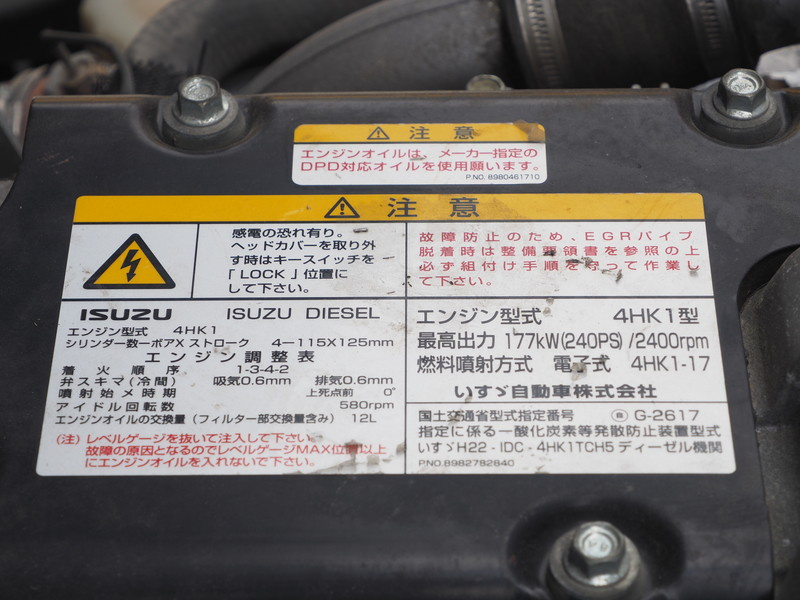 注意
エンジンオイルは、メーカー指定の
DPD対応オイルを使用願います。
P.NO. 8980461710
注意
感電の恐れ有り。
ヘッドカバーを取り外
す時はキースイッチを
「LOCK」位置に
して下さい。
故障防止のため、EGRパイプ
脱着時は整備要領書を参照の上
必ず組付け手順を守って作業し
て下さい。
ISUZU ISUZU DIESEL
エンジン型式 4HK1
シリンダー数ーボアX ストローク 4ー115X125mm
エンジン調整表
着火順序 1-3-4-2
弁スキマ(冷間) 吸気0.6mm 排気0.6mm
噴射始メ時期 上死点前 0°
アイドル回転数 580rpm
エンジンオイルの交換量(フィルター部交換量含み) 12L
(注)レベルゲージを抜いて注入して下さい。
故障の原因となるのでレベルゲージMAX位置以上
にエンジンオイルを入れないで下さい。
エンジン型式 4HK1型
最高出力 177kW(240PS)/2400rpm
燃料噴射方式 電子式 4HK1-17
いすゞ自動車株式会社
国土交通省型式指定番号 G-2617
指定に係る一酸化炭素等発散防止装置型式
いすゞH22-IDC-4HK1TCH5 ディーゼル機関
PNO.8982782840